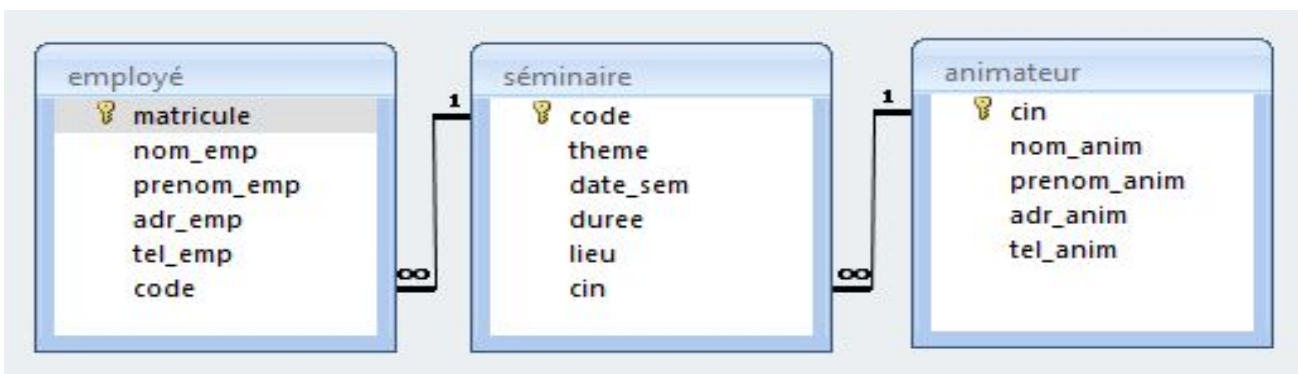 employé
matricule
nom_emp
prenom_emp
adr_emp
tel_emp
code
1
∞
séminaire
code
theme
date_sem
duree
lieu
cin
1
∞
animateur
cin
nom_anim
prenom_anim
adr_anim
tel_anim